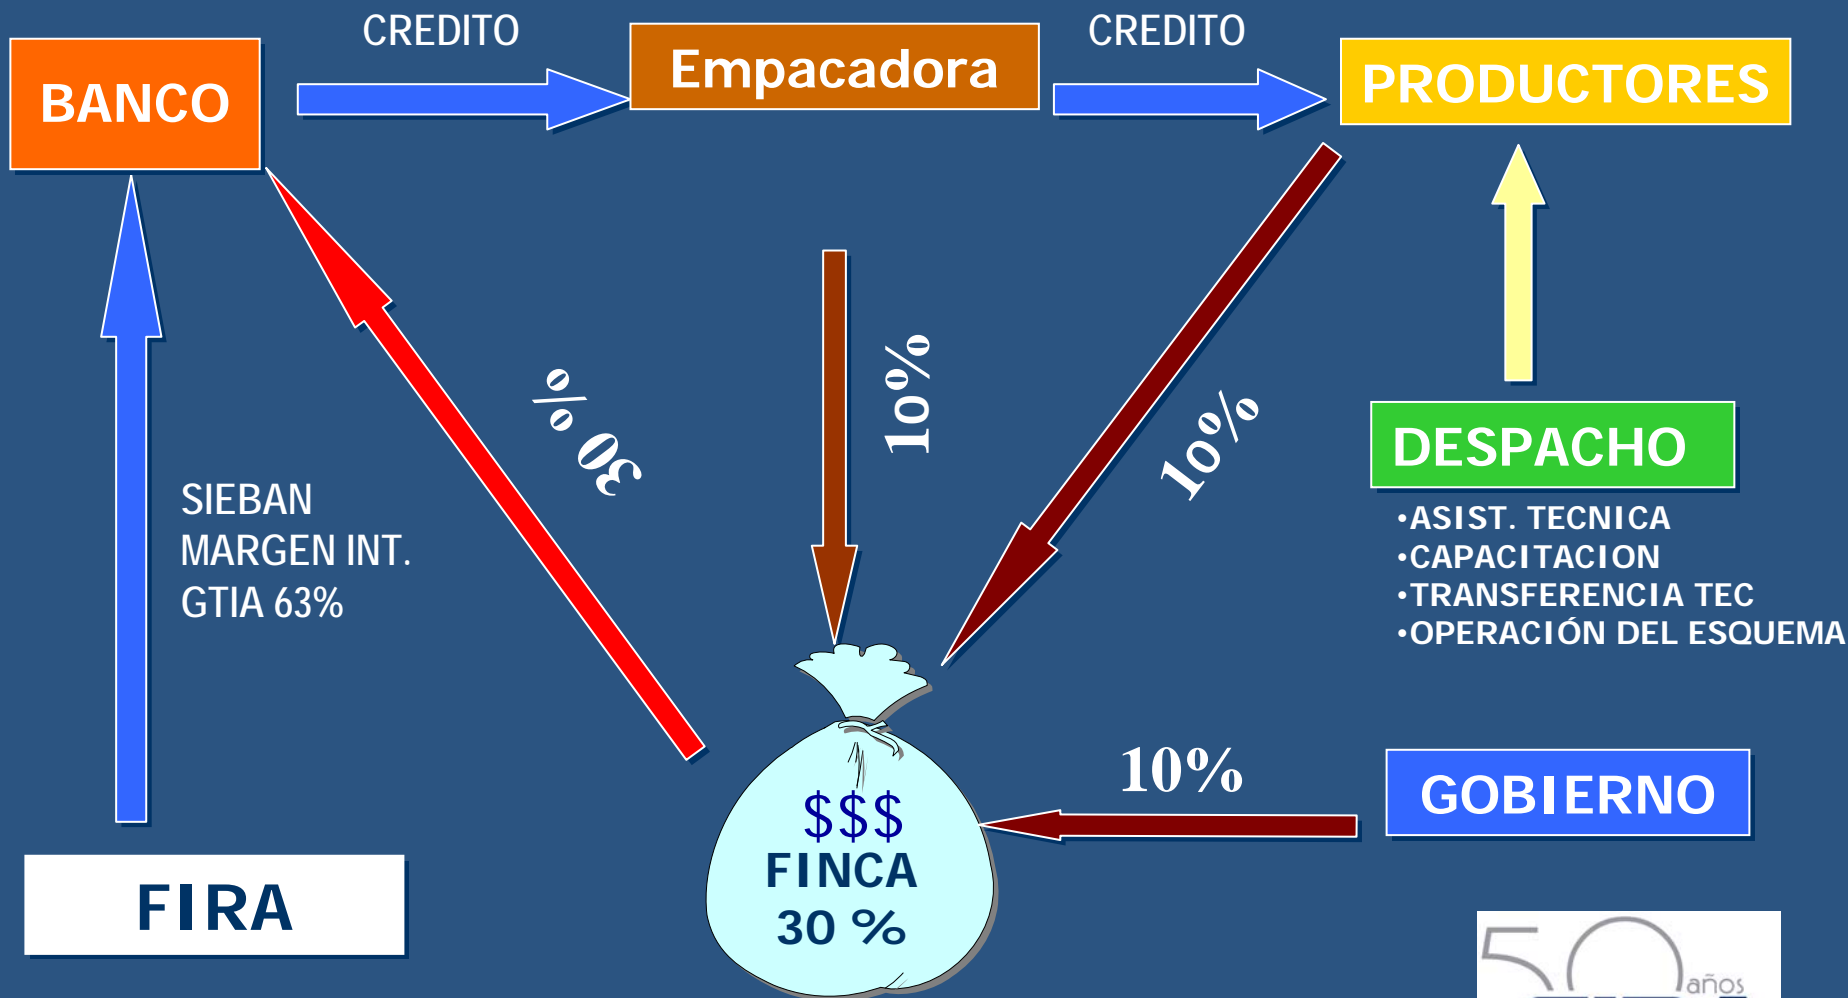 CREDITO
CREDITO
BANCO
Empacadora
PRODUCTORES
10%
10%
30 %
DESPACHO
•ASIST. TECNICA
•CAPACITACION
•TRANSFERENCIA TEC
•OPERACIÓN DEL ESQUEMA
SIEBAN
MARGEN INT.
GTIA 63%
10%
GOBIERNO
$$$
FINCA
30 %
FIRA
50
años